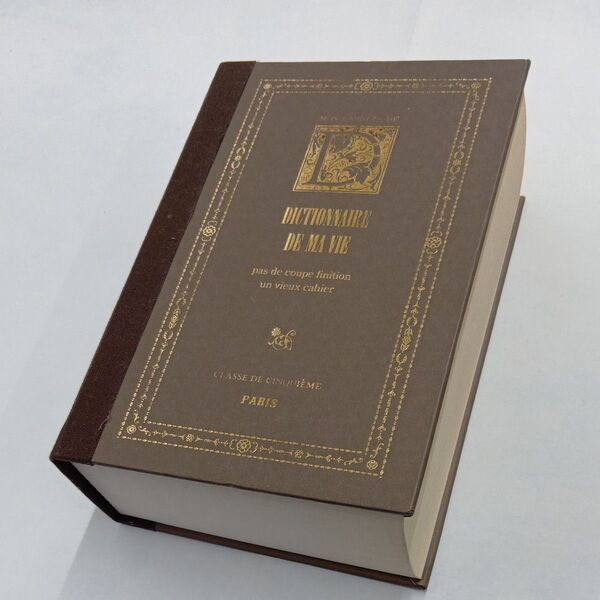 D
DICTIONNAIRE
DE MA VIE
pas de coupe finition
un vieux cahier
CLASSE DE CINQUIÈME
PARIS